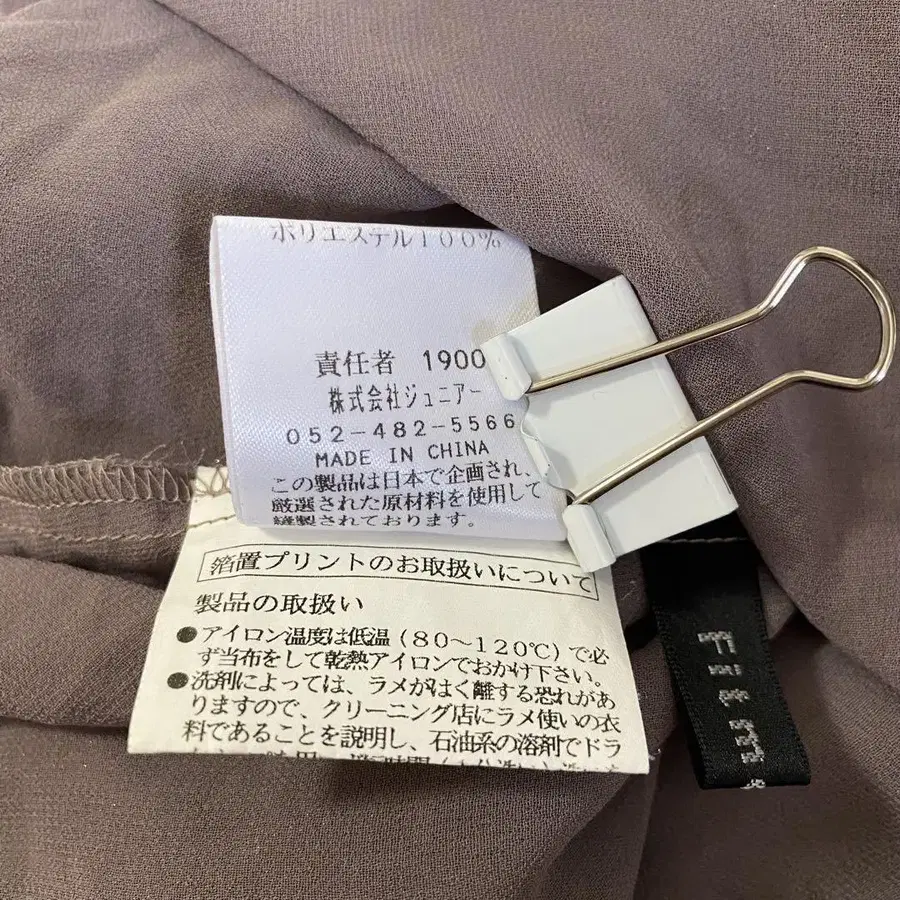 ポリエステル100%
責任者 1900
株式会社ジュニアー
052-482-5566
MADE IN CHINA
この製品は日本で企画され、
厳選された原材料を使用して
縫製されております。
箔置プリントのお取扱いについて
製品の取扱い
●アイロン温度は低温(80〜120℃)で必
ず当布をして乾熱アイロンでおかけ下さい。
●洗剤によっては、ラメがはく離する恐れがあ
りますので、クリーニング店にラメ使いの衣
料であることを説明し、石油系の溶剤でドラ